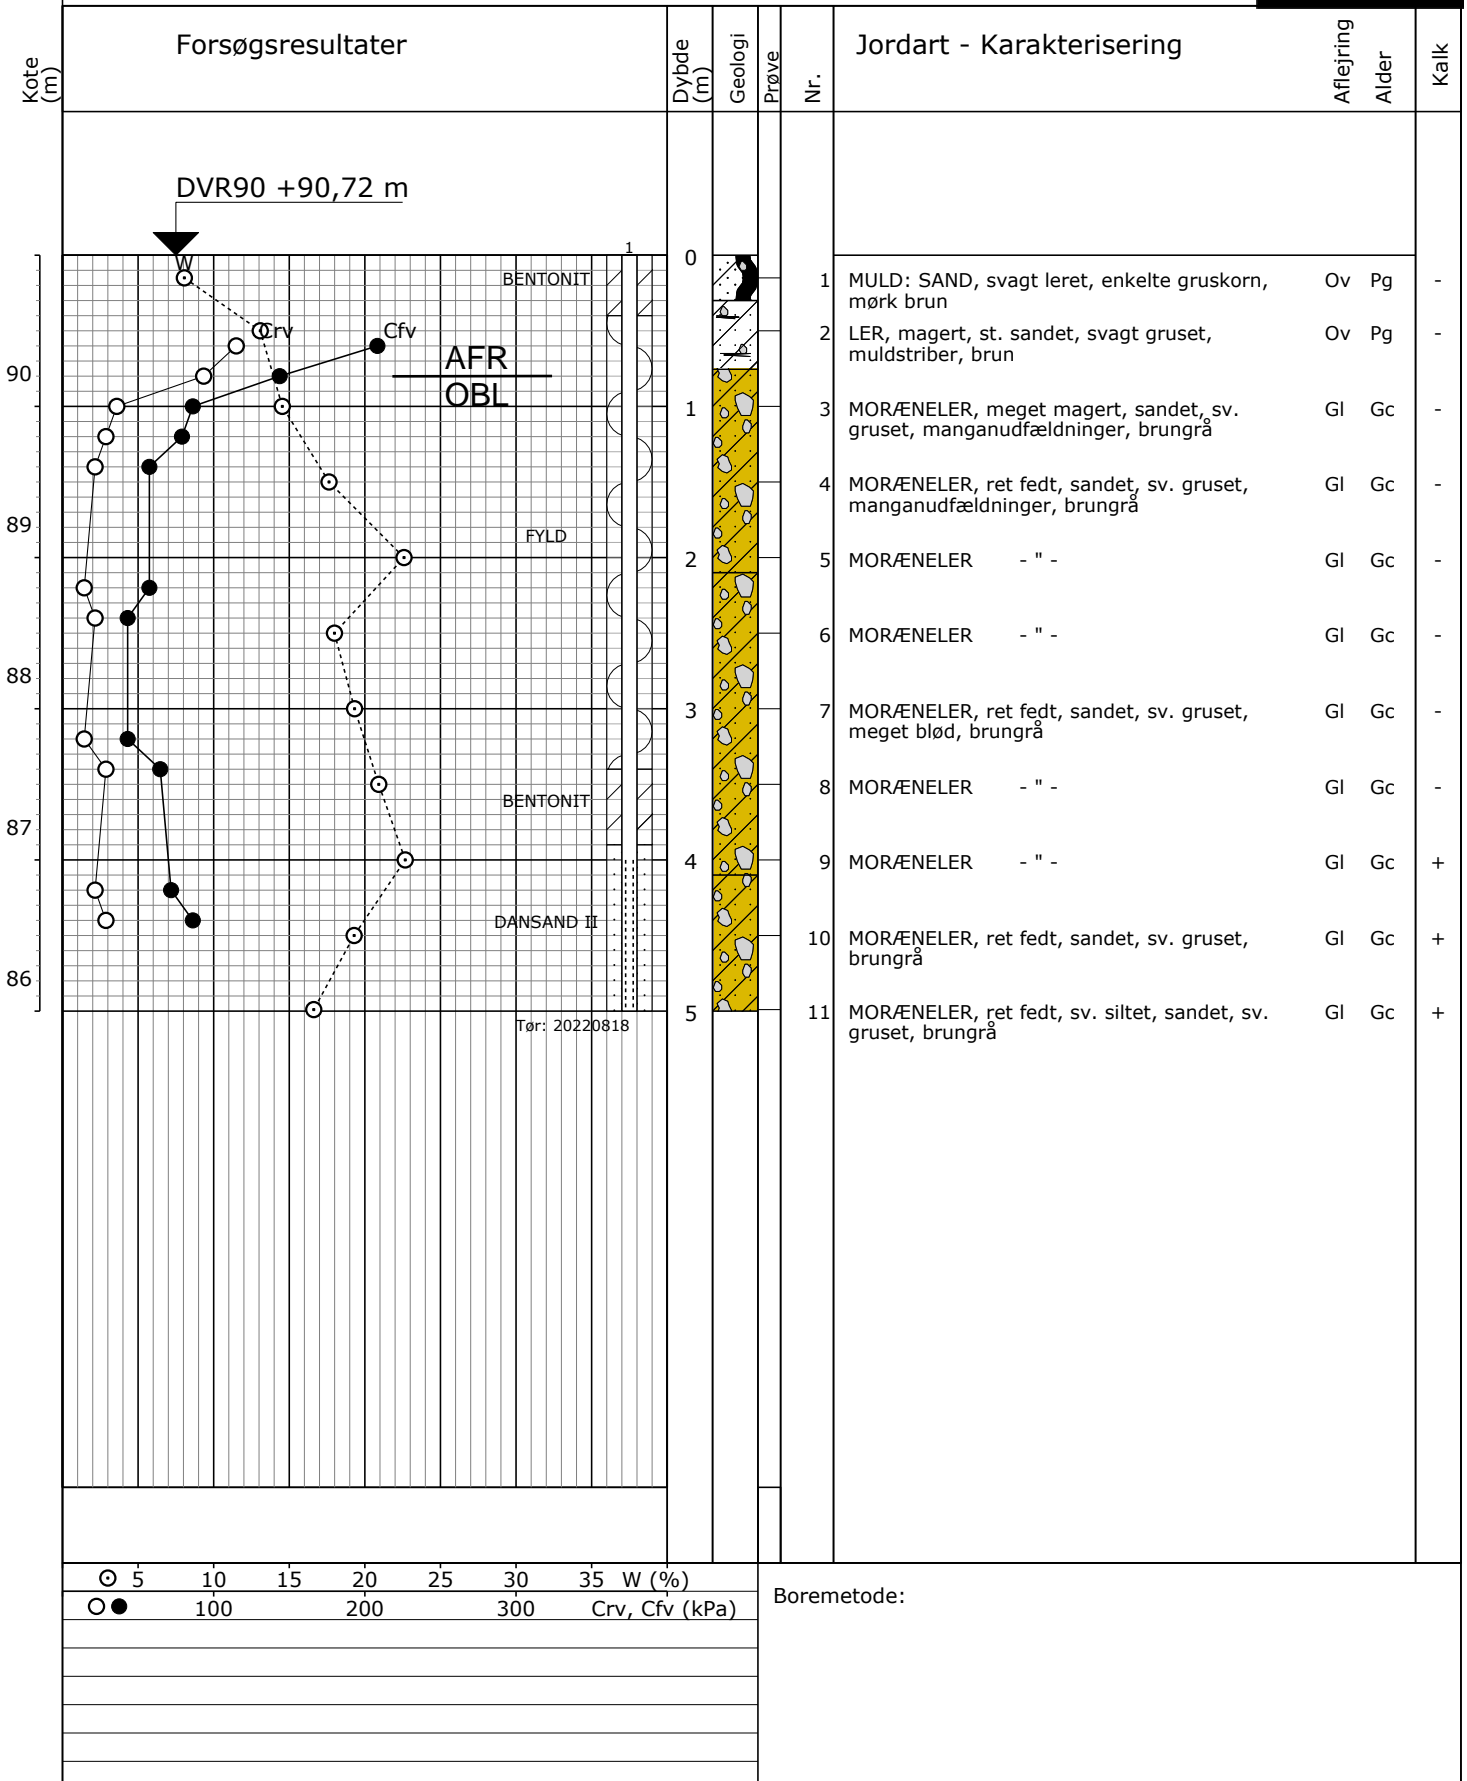 Kote (m)
Forsøgsresultater
Dybde (m)
Geologi
Prøve
Nr.
Jordart - Karakterisering
Aflejring
Alder
Kalk
DVR90 +90,72 m
1
0
W
BENTONIT
1 MULD: SAND, svagt leret, enkelte gruskorn, Ov Pg -
mørk brun
Crv Cfv
2 LER, magert, st. sandet, svagt gruset, Ov Pg -
muldstriber, brun
AFR
90
OBL
1
3 MORÆNELER, meget magert, sandet, sv. Gl Gc -
gruset, manganudfældninger, brungrå
4 MORÆNELER, ret fedt, sandet, sv. gruset, Gl Gc -
manganudfældninger, brungrå
89
FYLD
2
5 MORÆNELER - " - Gl Gc -
6 MORÆNELER - " - Gl Gc -
88
3
7 MORÆNELER, ret fedt, sandet, sv. gruset, Gl Gc -
meget blød, brungrå
8 MORÆNELER - " - Gl Gc -
BENTONIT
87
4
9 MORÆNELER - " - Gl Gc +
DANSAND II
10 MORÆNELER, ret fedt, sandet, sv. gruset, Gl Gc +
brungrå
86
5
11 MORÆNELER, ret fedt, sv. siltet, sandet, sv. Gl Gc +
gruset, brungrå
Tør: 20220818
5 10 15 20 25 30 35 W (%)
100 200 300 Crv, Cfv (kPa)
Boremetode: